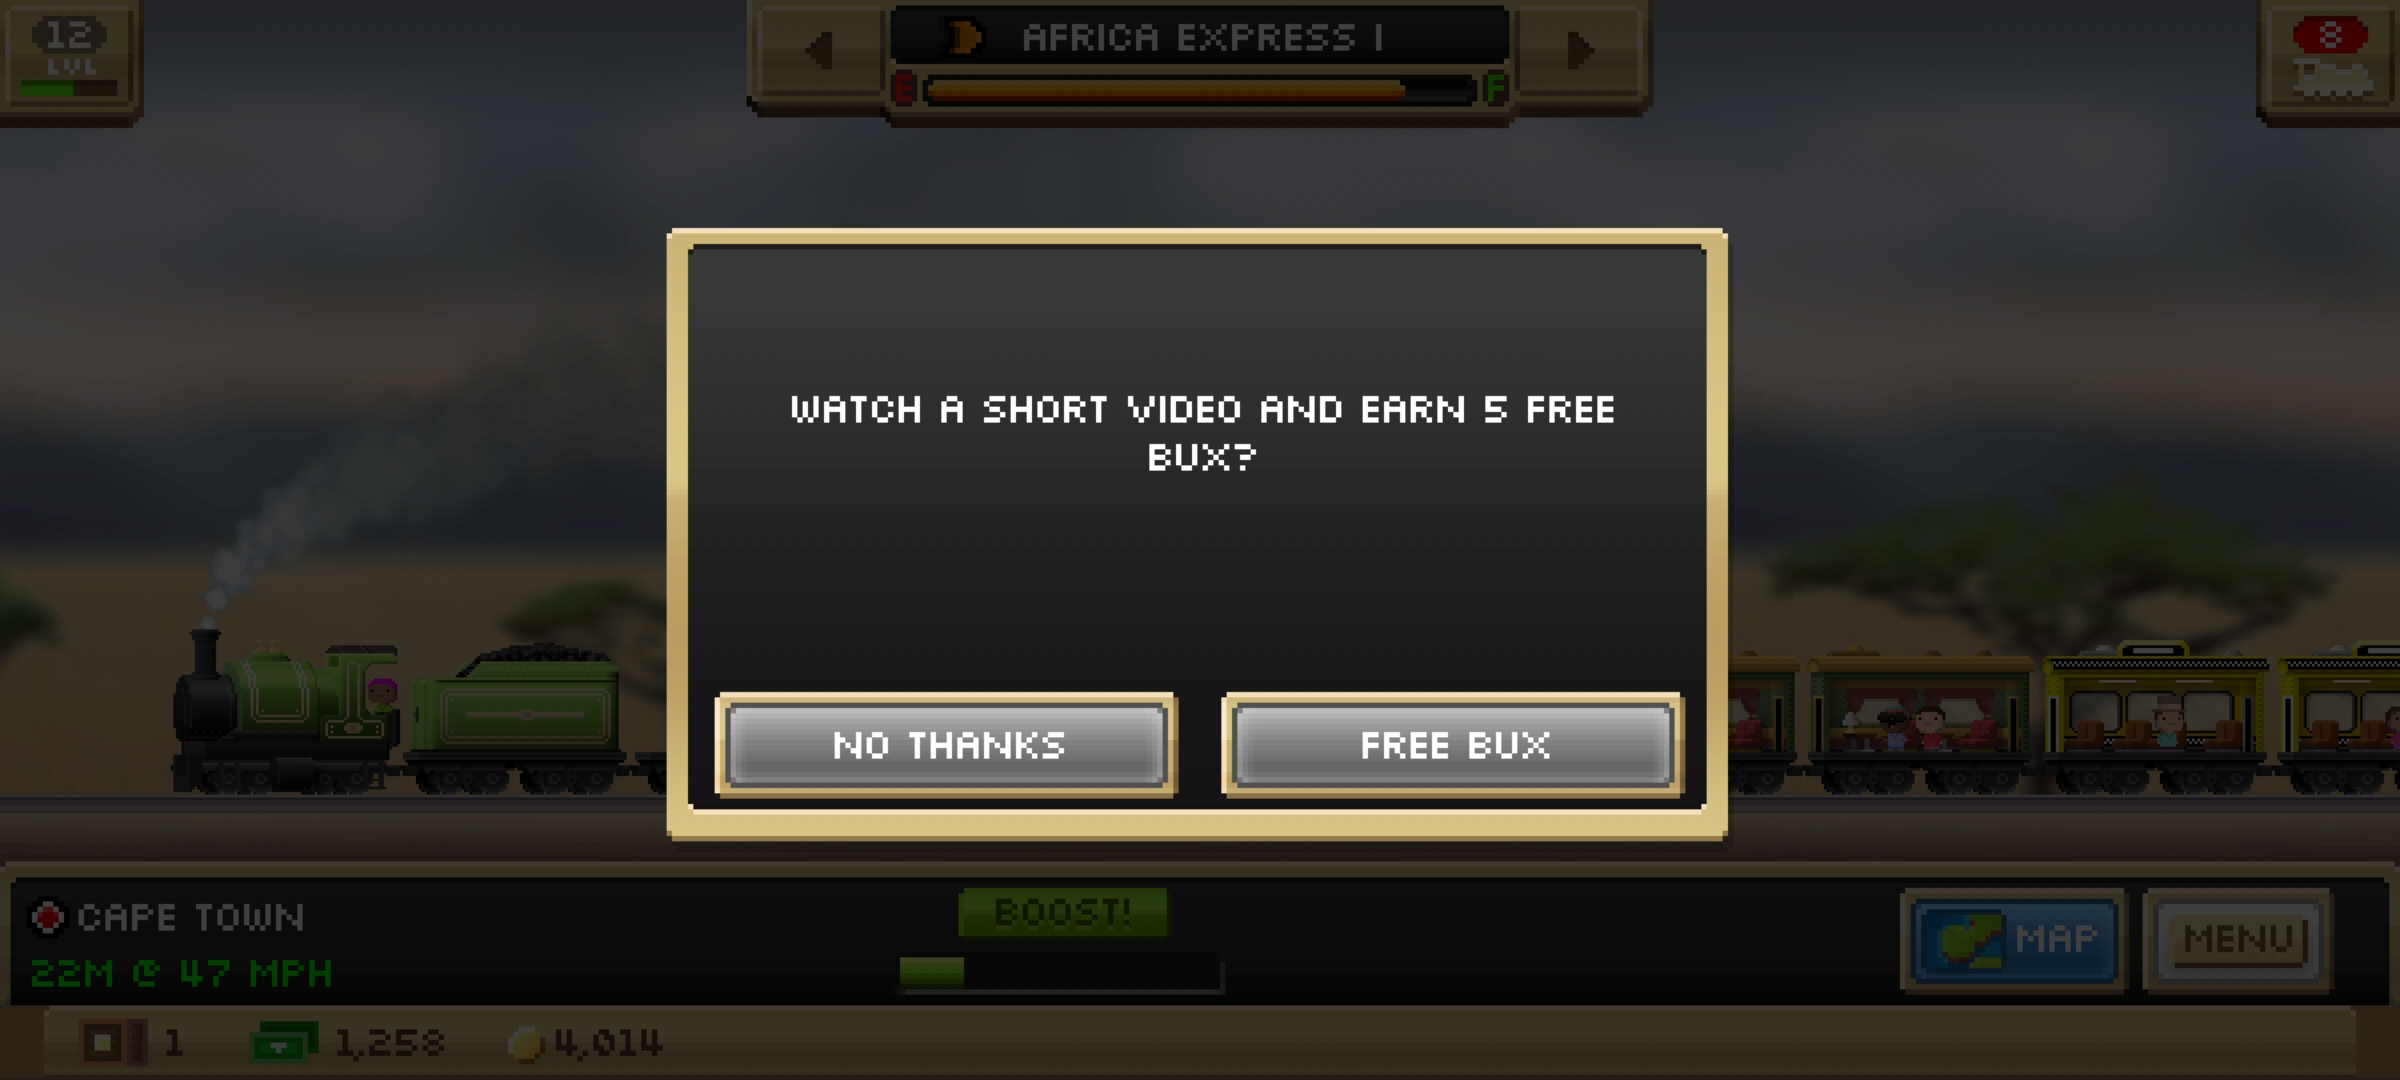 12
LVL
AFRICA EXPRESS I
E
F
8
WATCH A SHORT VIDEO AND EARN 5 FREE
BUX?
NO THANKS
FREE BUX
CAPE TOWN
22M @ 47 MPH
BOOST!
MAP
MENU
1
1,258
4,014